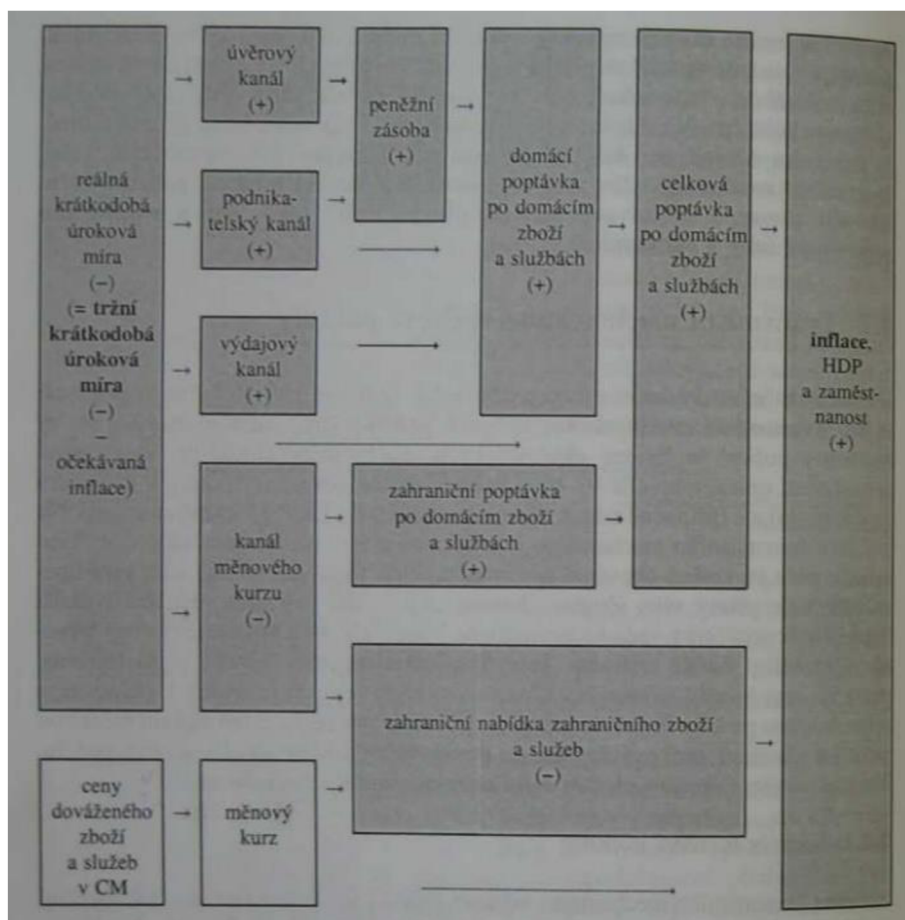 reálná
krátkodobá
úroková
míra
(−)
(= tržní
krátkodobá
úroková
míra
(−)
−
očekávaná
inflace)
úvěrový
kanál
(+)
podnika-
telský kanál
(+)
výdajový
kanál
(+)
kanál
měnového
kurzu
(−)
peněžní
zásoba
(+)
domácí
poptávka
po domácím
zboží
a službách
(+)
zahraniční poptávka
po domácím zboží
a službách
(+)
celková
poptávka
po domácím
zboží
a službách
(+)
zahraniční nabídka zahraničního zboží
a služeb
(−)
inflace,
HDP
a zaměst-
nanost
(+)
ceny
dováženého
zboží
a služeb
v CM
měnový
kurz